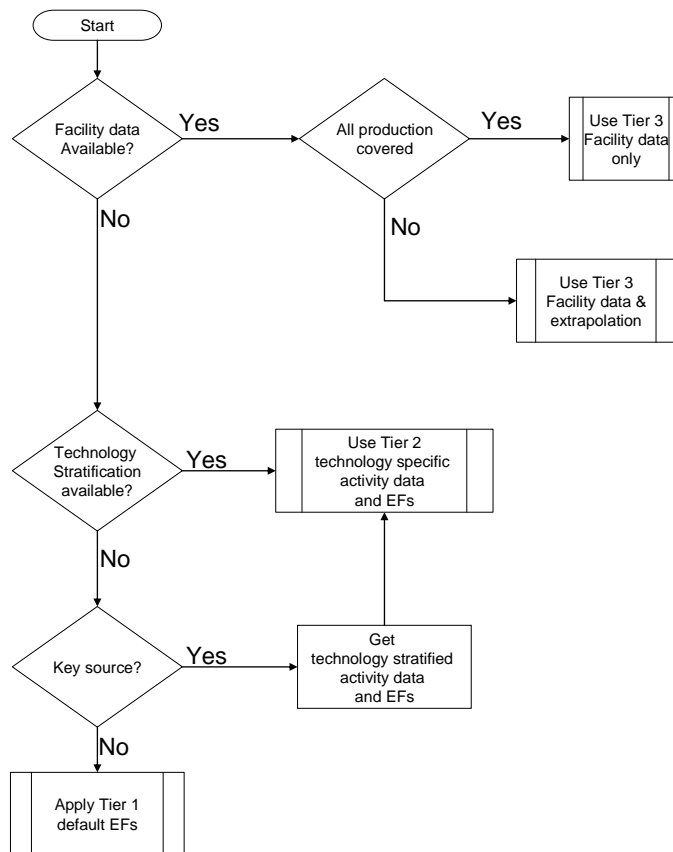 Start
Facility data
Available?
Yes
All production
covered
Yes
Use Tier 3
Facility data
only
No
No
Use Tier 3
Facility data &
extrapolation
Technology
Stratification
available?
Yes
Use Tier 2
technology specific
activity data
and EFs
No
Key source?
Yes
Get
technology stratified
activity data
and EFs
No
Apply Tier 1
default EFs